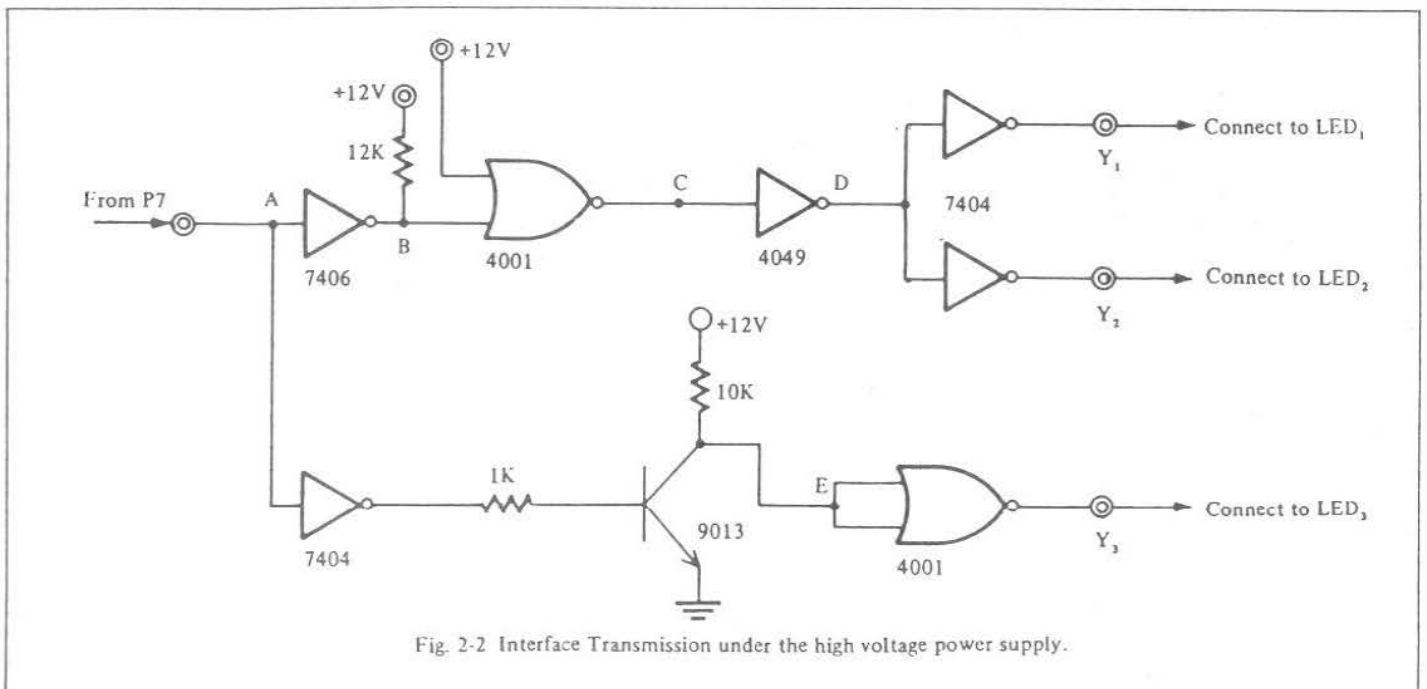 +12V
+12V
12K
From P7
A
B
7406
4001
C
4049
D
7404
Y₁
Connect to LED₁
Y₂
Connect to LED₂
+12V
10K
7404
1K
9013
E
4001
Y₃
Connect to LED₃
Fig. 2-2 Interface Transmission under the high voltage power supply.